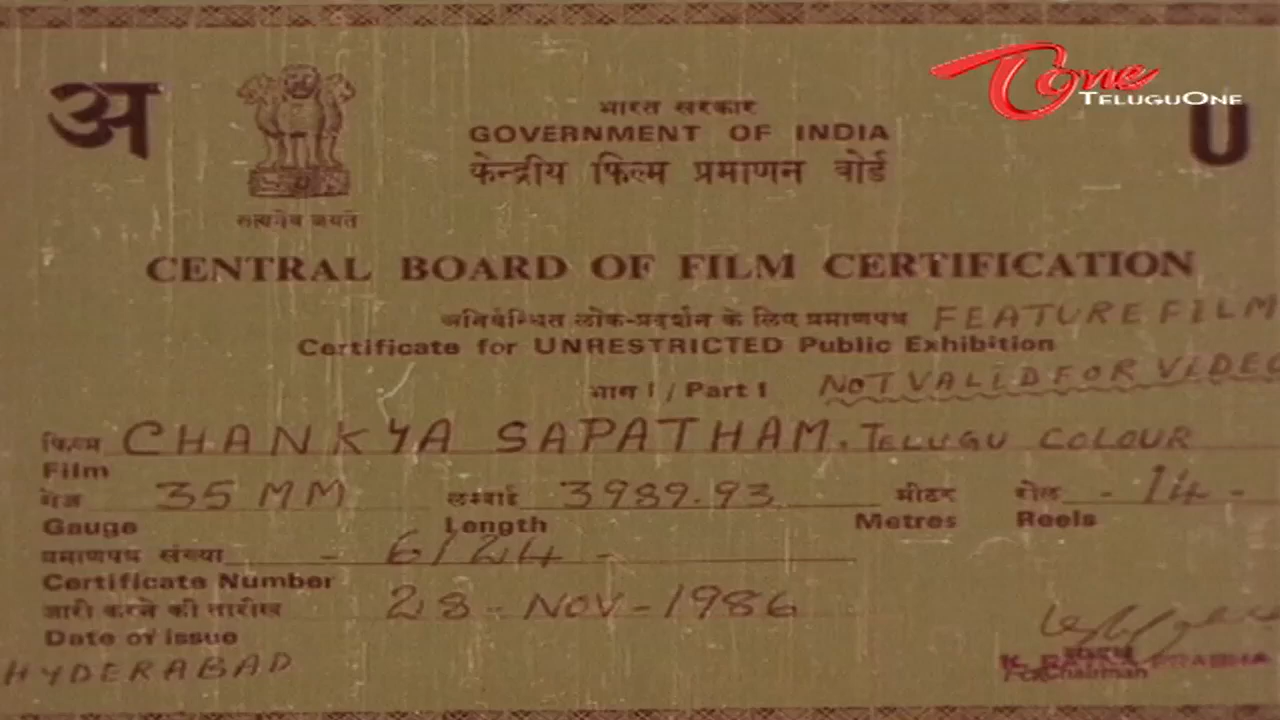 अ
सत्यमेव जयते
भारत सरकार
GOVERNMENT OF INDIA
केन्द्रीय फिल्म प्रमाणन बोर्ड
One
TELUGUONE
U
CENTRAL BOARD OF FILM CERTIFICATION
अनिर्बन्धित लोक-प्रदर्शन के लिए प्रमाणपत्र FEATURE FILM
Certificate for UNRESTRICTED Public Exhibition
भाग I / Part I NOT VALID FOR VIDEO
फिल्म CHANKYA SAPATHAM. TELUGU COLOUR
Film
गेज 35 MM लम्बाई 3989.93 मीटर रील - 14 -
Gauge Length Metres Reels
प्रमाणपत्र संख्या - 6124 -
Certificate Number
जारी करने की तारीख 28 - NOV - 1986
Date of Issue
HYDERABAD
Chairman